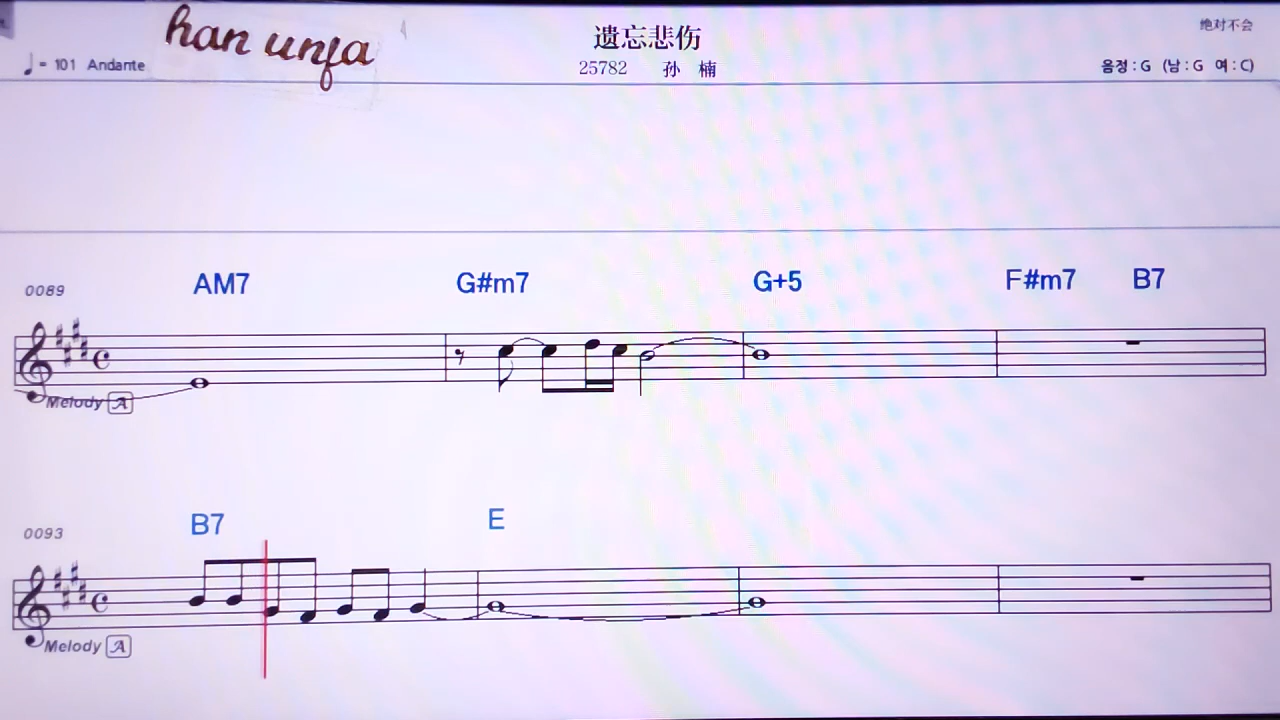 han unfa
遗忘悲伤
绝对不会
♩= 101 Andante
25782 孙 楠
음정 : G (남 : G 여 : C)
0089 AM7 G#m7 G+5 F#m7 B7
Melody A
0093 B7 E
Melody A